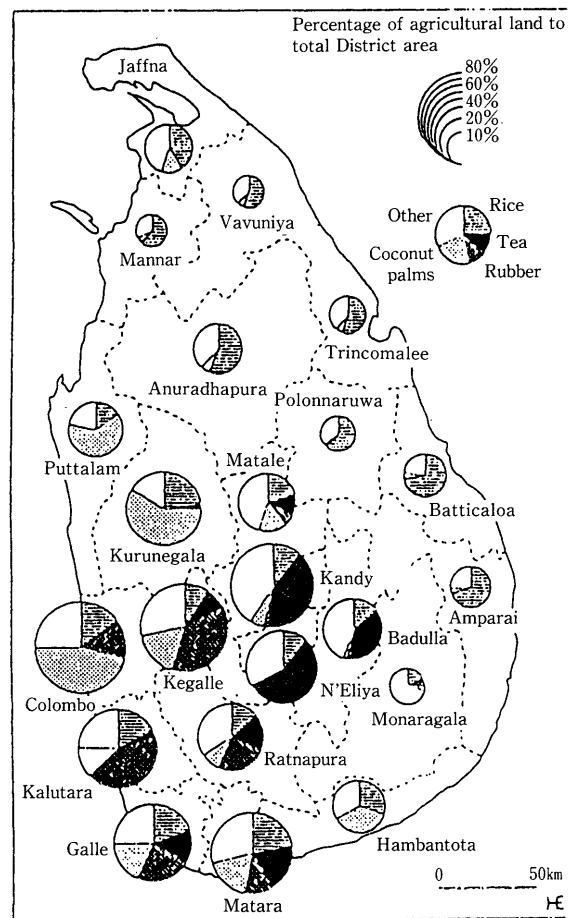 Percentage of agricultural land to
total District area
80%
60%
40%
20%
10%
Jaffna
Rice
Other
Tea
Coconut
palms
Rubber
Vavuniya
Mannar
Trincomalee
Anuradhapura
Polonnaruwa
Puttalam
Matale
Batticaloa
Kurunegala
Kandy
Amparai
Badulla
Kegalle
Colombo
N'Eliya
Monaragala
Ratnapura
Kalutara
Hambantota
Galle
Matara
0 50km